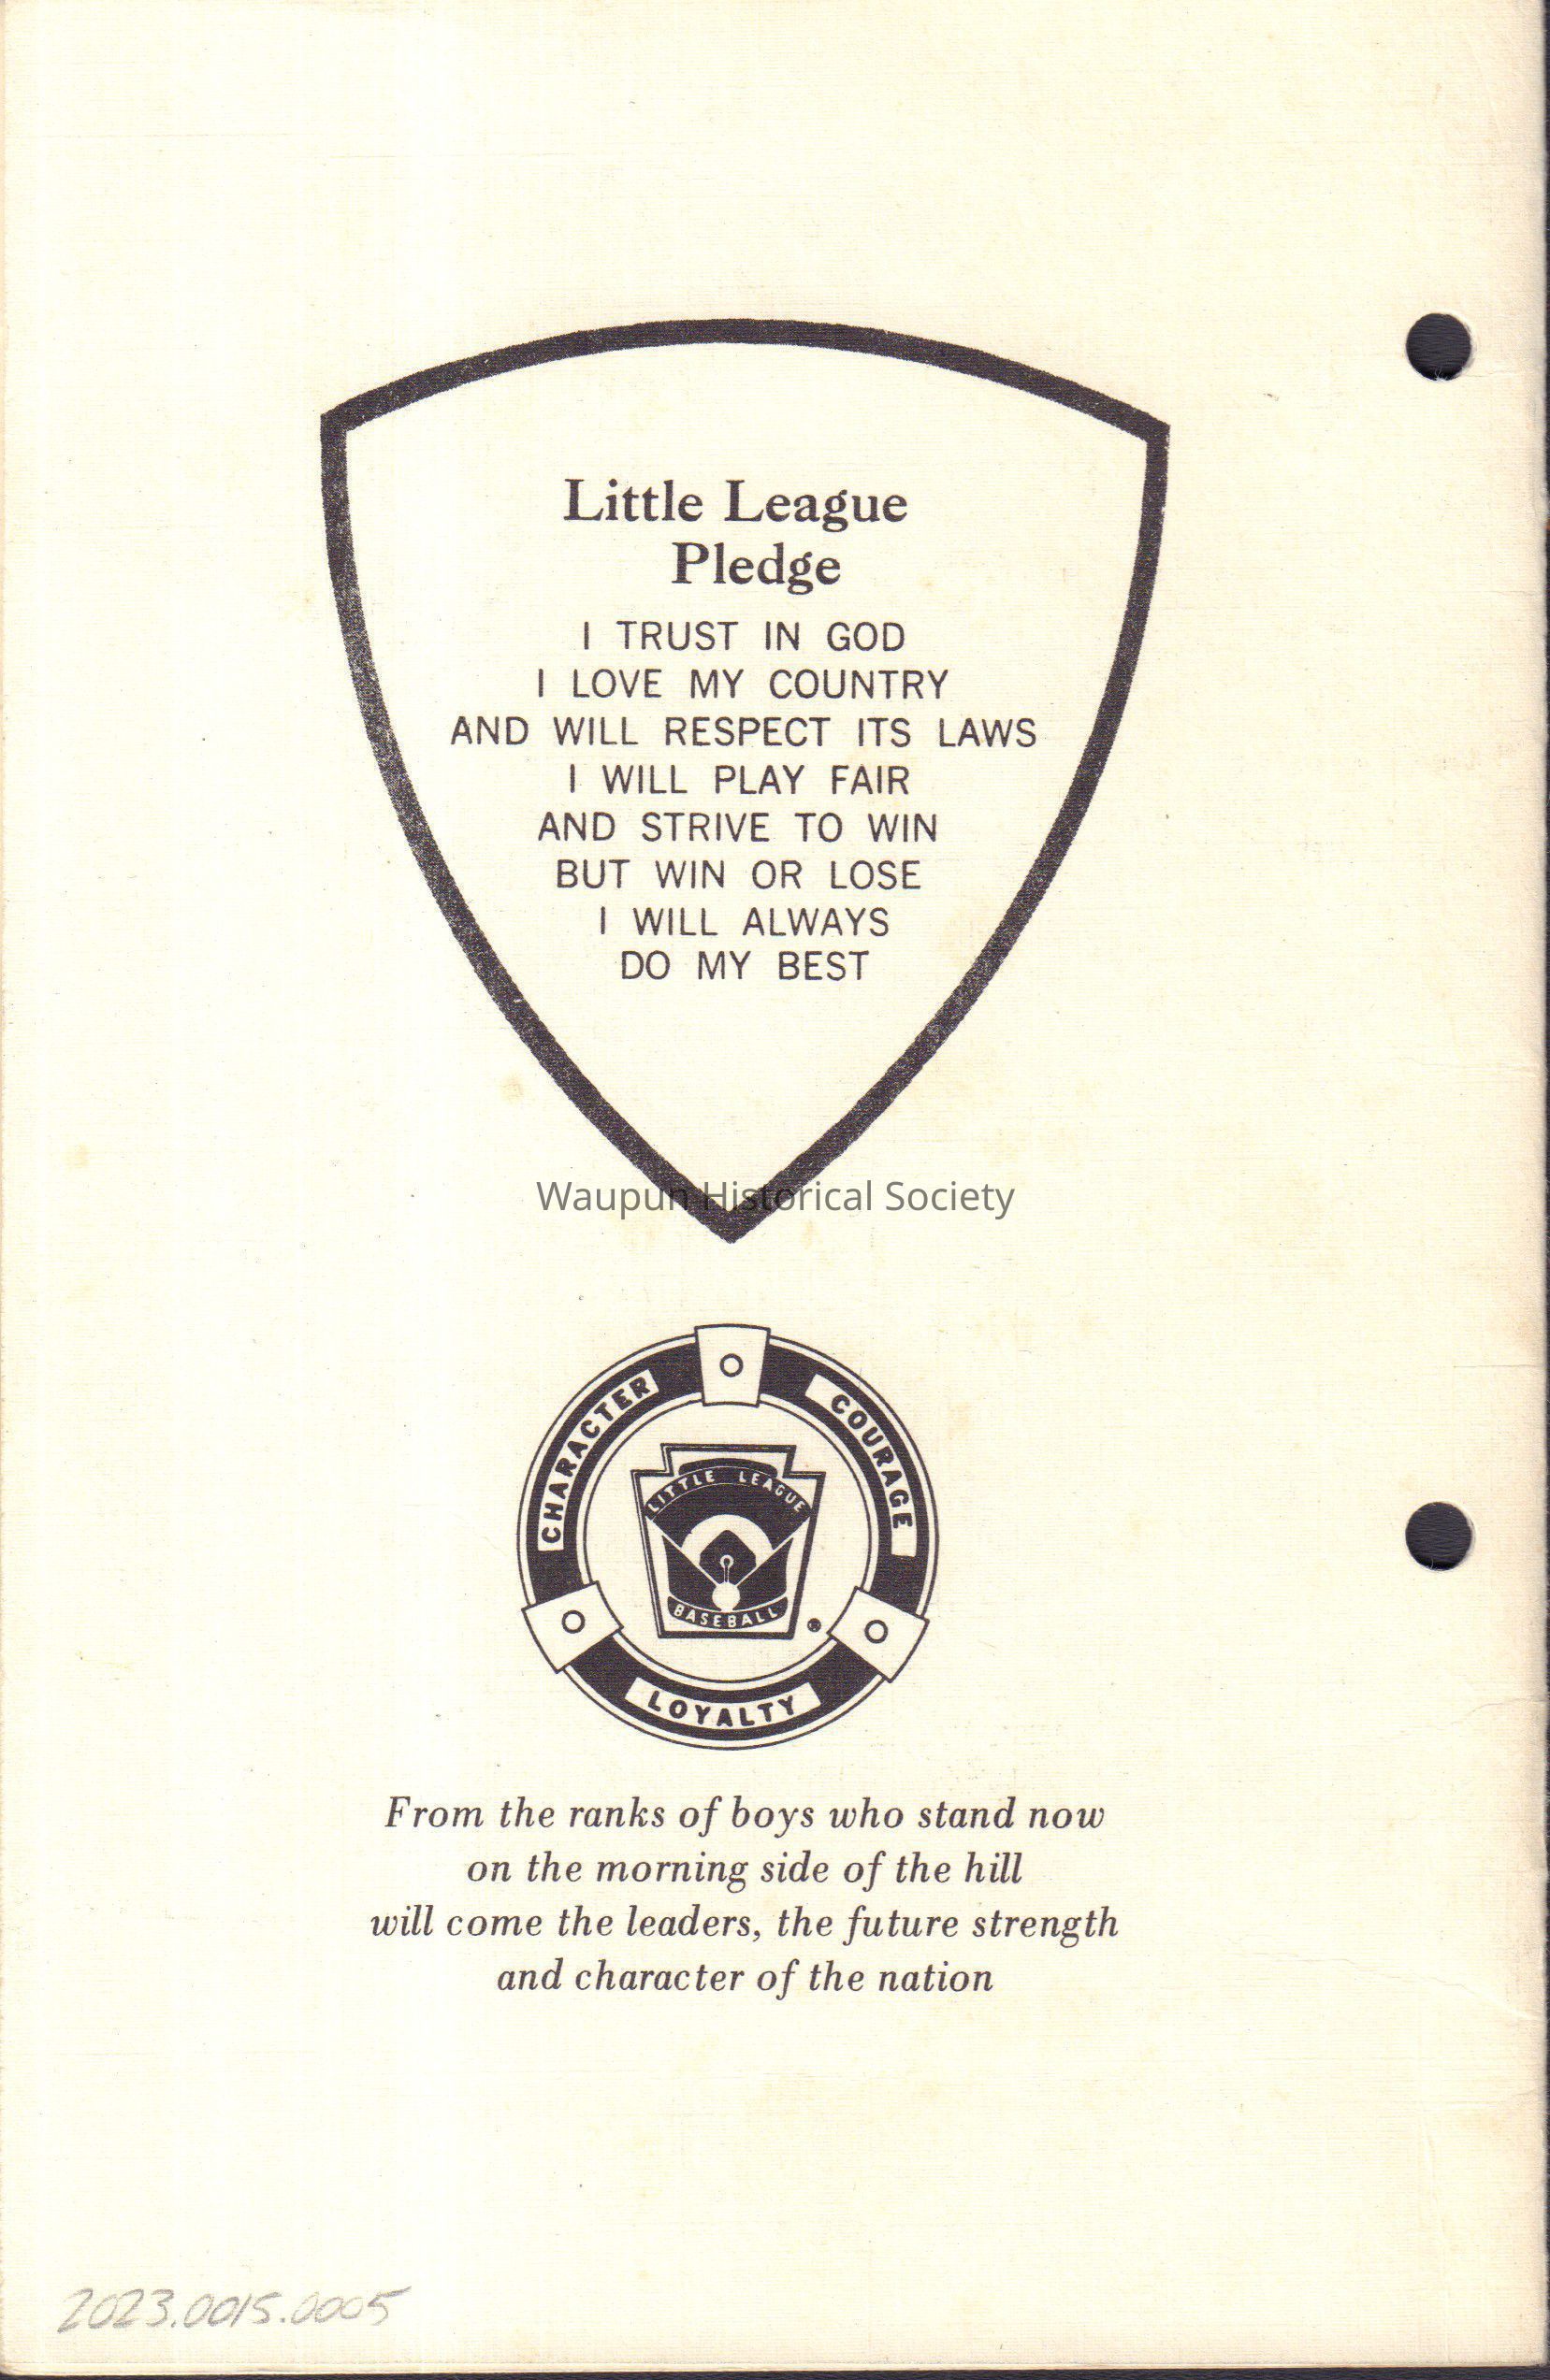 Little League
Pledge
I TRUST IN GOD
I LOVE MY COUNTRY
AND WILL RESPECT ITS LAWS
I WILL PLAY FAIR
AND STRIVE TO WIN
BUT WIN OR LOSE
I WILL ALWAYS
DO MY BEST
Waupun Historical Society
CHARACTER
COURAGE
LITTLE LEAGUE
BASEBALL
®
LOYALTY
From the ranks of boys who stand now
on the morning side of the hill
will come the leaders, the future strength
and character of the nation
2023.0015.0005